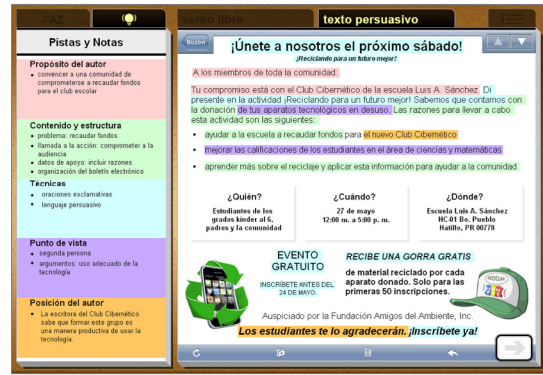 AZ
verso libre
texto persuasivo
Pistas y Notas
Propósito del autor
• convencer a una comunidad de
comprometerse a recaudar fondos
para el club escolar
Contenido y estructura
• problema: recaudar fondos
• llamada a la acción: comprometer a la
audiencia
• datos de apoyo: incluir razones
• organización del boletín electrónico
Técnicas
• oraciones exclamativas
• lenguaje persuasivo
Punto de vista
• segunda persona
• argumentos: uso adecuado de la
tecnología
Posición del autor
• La escritora del Club Cibernético
sabe que formar este grupo es
una manera productiva de usar la
tecnología.
Buzón
¡Únete a nosotros el próximo sábado!
¡Reciclando para un futuro mejor!
A los miembros de toda la comunidad:
Tu compromiso está con el Club Cibernético de la escuela Luis A. Sánchez. Di
presente en la actividad ¡Reciclando para un futuro mejor! Sabemos que contamos con
la donación de tus aparatos tecnológicos en desuso. Las razones para llevar a cabo
esta actividad son las siguientes:
• ayudar a la escuela a recaudar fondos para el nuevo Club Cibernético
• mejorar las calificaciones de los estudiantes en el área de ciencias y matemáticas
• aprender más sobre el reciclaje y aplicar esta información para ayudar a la comunidad
¿Quién?
Estudiantes de los
grados kínder al 6,
padres y la comunidad
¿Cuándo?
27 de mayo
12:00 m. a 5:00 p. m.
¿Dónde?
Escuela Luis A. Sánchez
HC-01 Bo. Pueblo
Hatillo, PR 00778
EVENTO
GRATUITO
INSCRÍBETE ANTES DEL
24 DE MAYO.
RECIBE UNA GORRA GRATIS
de material reciclado por cada
aparato donado. Solo para las
primeras 50 inscripciones.
RECICLAR
Auspiciado por la Fundación Amigos del Ambiente, Inc.
Los estudiantes te lo agradecerán. ¡Inscríbete ya!